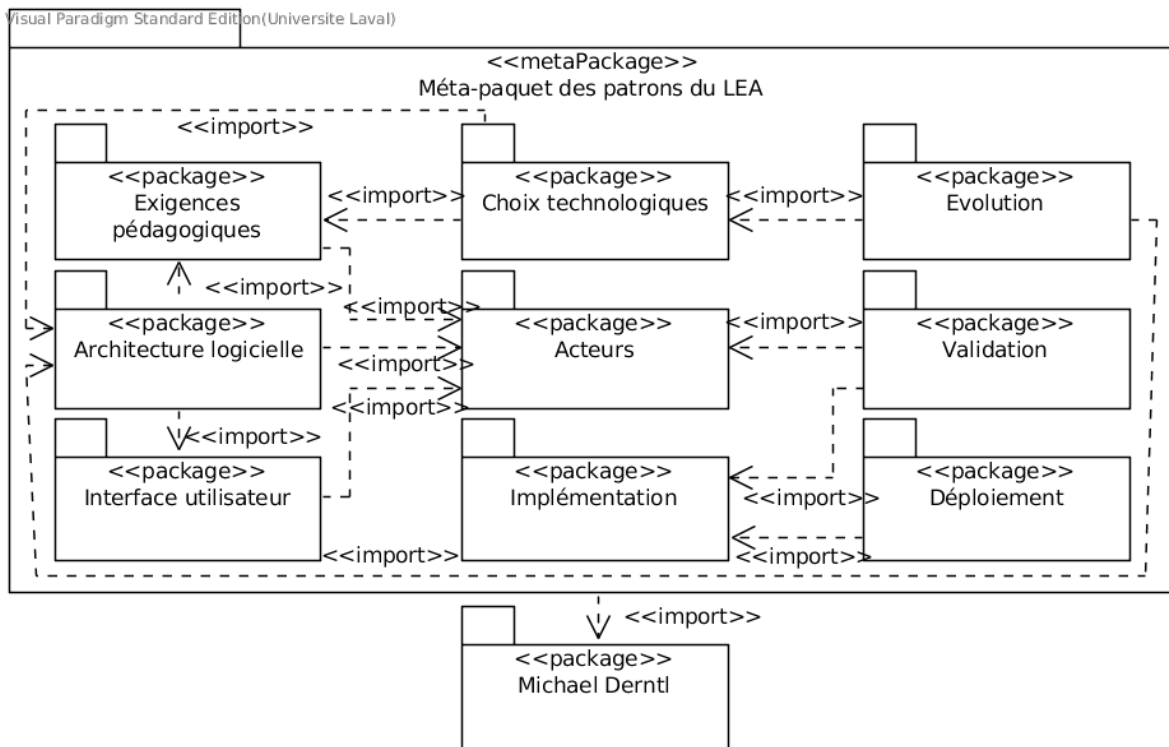 Visual Paradigm Standard Edition(Universite Laval)
<<metaPackage>>
Méta-paquet des patrons du LEA
<<import>>
<<package>>
Exigences
pédagogiques
<<import>>
<<package>>
Choix technologiques
<<import>>
<<package>>
Evolution
<<import>>
<<import>>
<<package>>
Architecture logicielle
<<import>>
<<import>>
<<package>>
Acteurs
<<import>>
<<package>>
Validation
<<import>>
<<package>>
Interface utilisateur
<<import>>
<<package>>
Implémentation
<<import>>
<<import>>
<<package>>
Déploiement
<<import>>
<<package>>
Michael Derntl